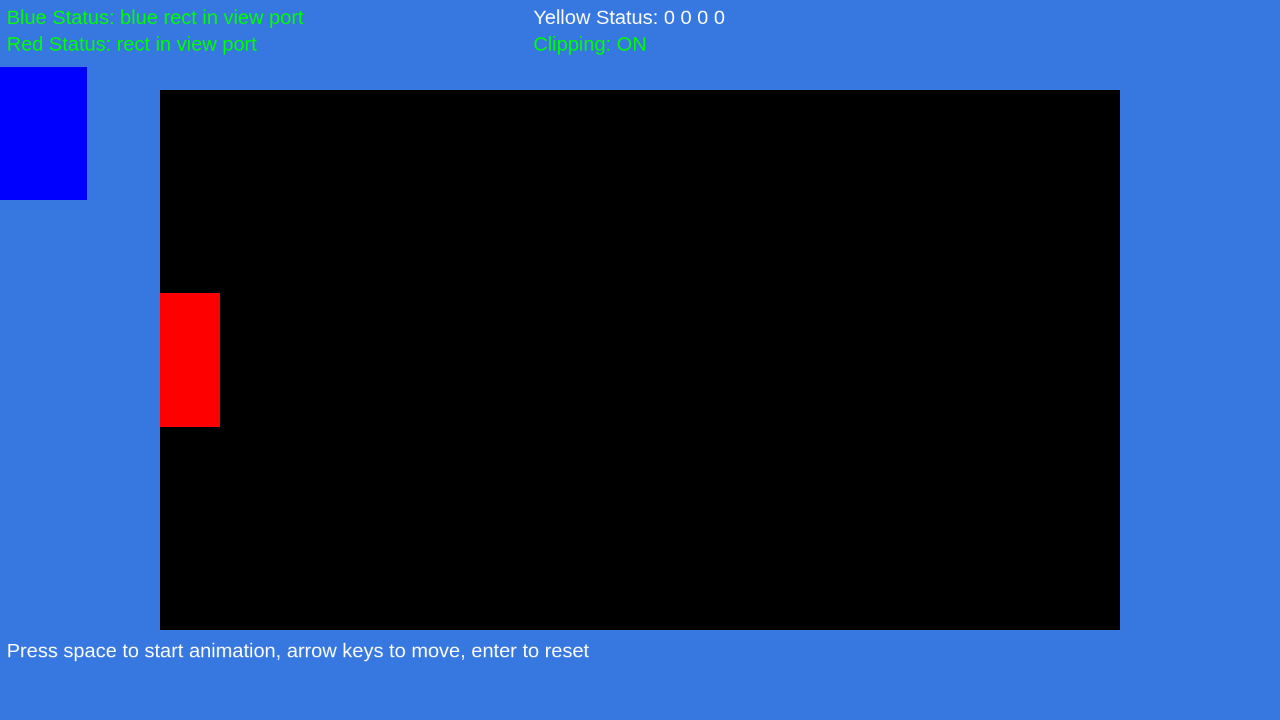 Blue Status: blue rect in view port
Yellow Status: 0 0 0 0
Red Status: rect in view port
Clipping: ON
Press space to start animation, arrow keys to move, enter to reset